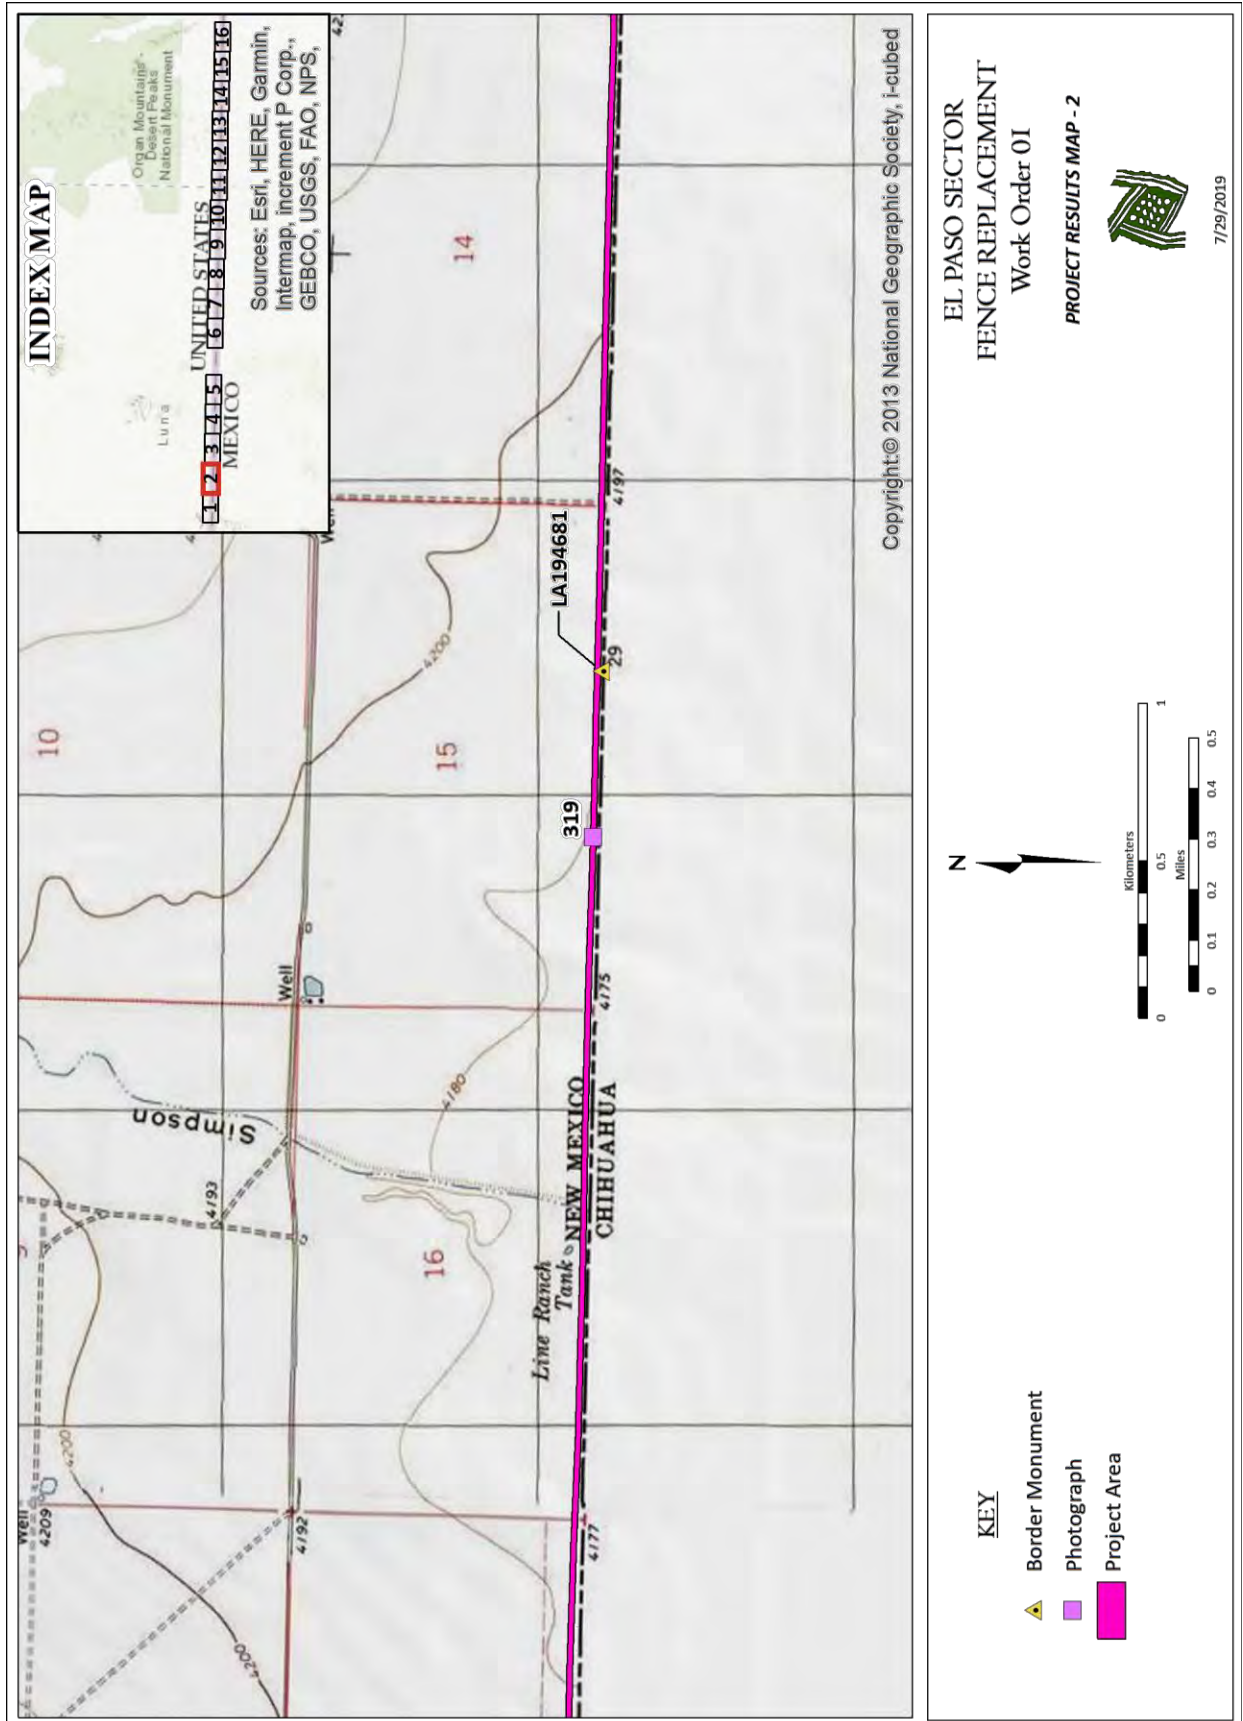 INDEX MAP
Organ Mountains -
Desert Peaks
National Monument
Luna
UNITED STATES
1 2 3 4 5 6 7 8 9 10 11 12 13 14 15 16
MEXICO
Sources: Esri, HERE, Garmin,
Intermap, increment P Corp.,
GEBCO, USGS, FAO, NPS,
42
Well
4209
10
Simpson
4193
Well
4200
4200
4192
4200
16
15
14
4180
Line Ranch
Tank
319
LA194681
29
4177
NEW MEXICO
CHIHUAHUA
4175
4197
Copyright:© 2013 National Geographic Society, i-cubed
KEY
Border Monument
Photograph
Project Area
N
Kilometers
0 0.5 1
Miles
0 0.1 0.2 0.3 0.4 0.5
EL PASO SECTOR
FENCE REPLACEMENT
Work Order 01
PROJECT RESULTS MAP - 2
7/29/2019